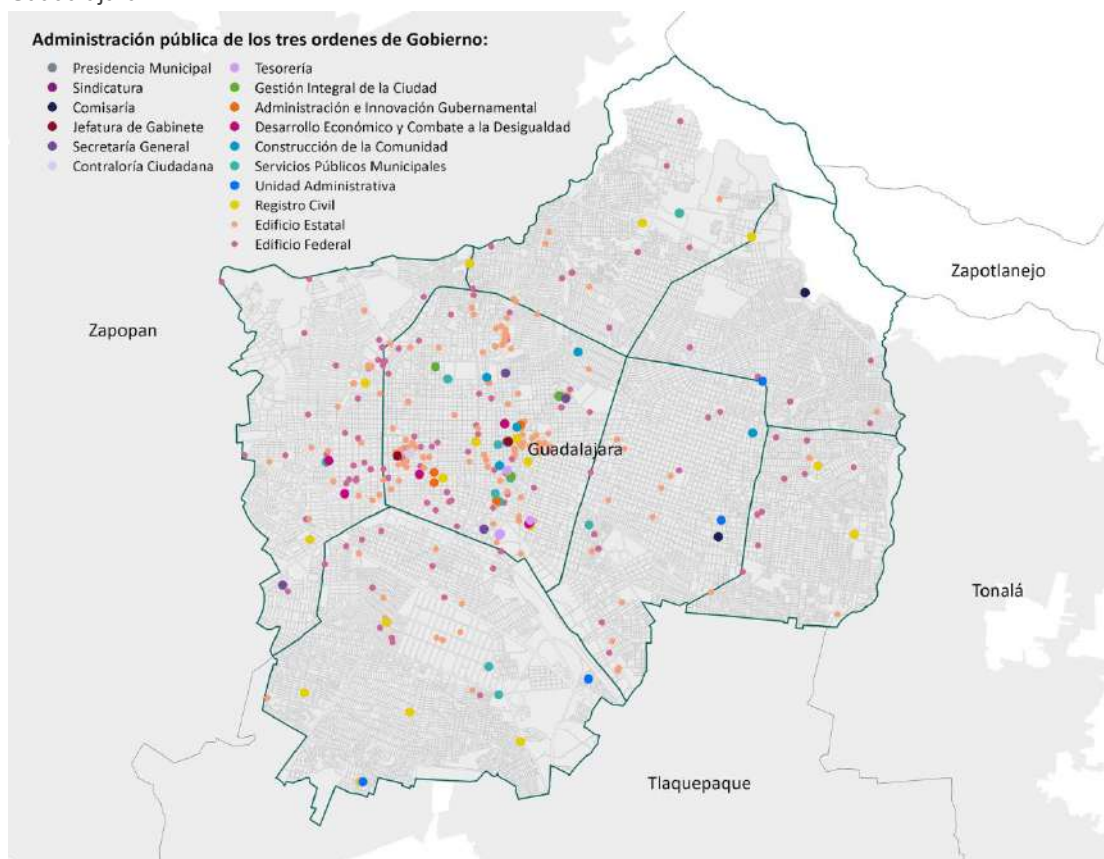 Administración pública de los tres ordenes de Gobierno:
Presidencia Municipal
Sindicatura
Comisaría
Jefatura de Gabinete
Secretaría General
Contraloría Ciudadana
Tesorería
Gestión Integral de la Ciudad
Administración e Innovación Gubernamental
Desarrollo Económico y Combate a la Desigualdad
Construcción de la Comunidad
Servicios Públicos Municipales
Unidad Administrativa
Registro Civil
Edificio Estatal
Edificio Federal
Zapotlanejo
Zapopan
Guadalajara
Tonalá
Tlaquepaque